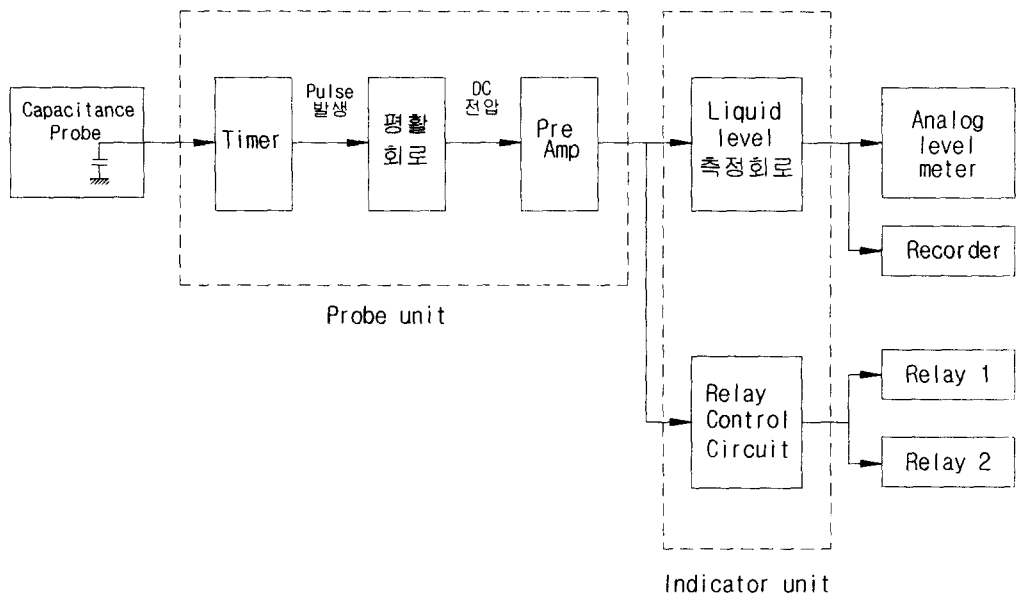 Capacitance
Probe
Timer
Pulse
발생
평활
회로
DC
전압
Pre
Amp
Liquid
level
측정회로
Analog
level
meter
Recorder
Probe unit
Relay
Control
Circuit
Relay 1
Relay 2
Indicator unit